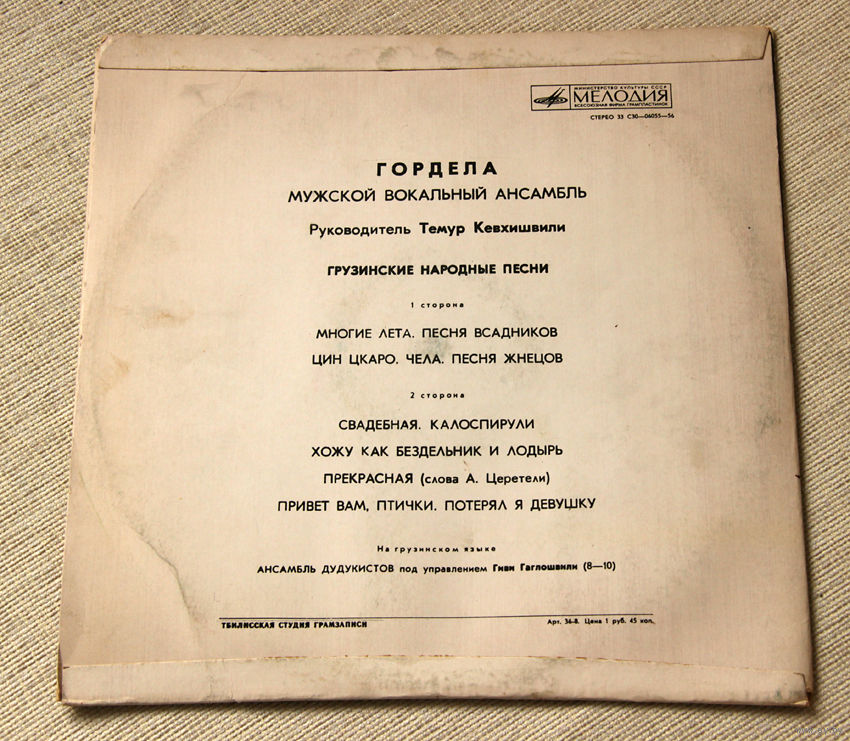 МИНИСТЕРСТВО КУЛЬТУРЫ СССР
МЕЛОДИЯ
ВСЕСОЮЗНАЯ ФИРМА ГРАМПЛАСТИНОК
СТЕРЕО 33 С30—06055—56
ГОРДЕЛА
МУЖСКОЙ ВОКАЛЬНЫЙ АНСАМБЛЬ
Руководитель Темур Кевхишвили
ГРУЗИНСКИЕ НАРОДНЫЕ ПЕСНИ
1 сторона
МНОГИЕ ЛЕТА. ПЕСНЯ ВСАДНИКОВ
ЦИН ЦКАРО. ЧЕЛА. ПЕСНЯ ЖНЕЦОВ
2 сторона
СВАДЕБНАЯ. КАЛОСПИРУЛИ
ХОЖУ КАК БЕЗДЕЛЬНИК И ЛОДЫРЬ
ПРЕКРАСНАЯ (слова А. Церетели)
ПРИВЕТ ВАМ, ПТИЧКИ. ПОТЕРЯЛ Я ДЕВУШКУ
На грузинском языке
АНСАМБЛЬ ДУДУКИСТОВ под управлением Гиви Гаглошвили (8—10)
ТБИЛИССКАЯ СТУДИЯ ГРАМЗАПИСИ
Арт. 36-8. Цена 1 руб. 45 коп.